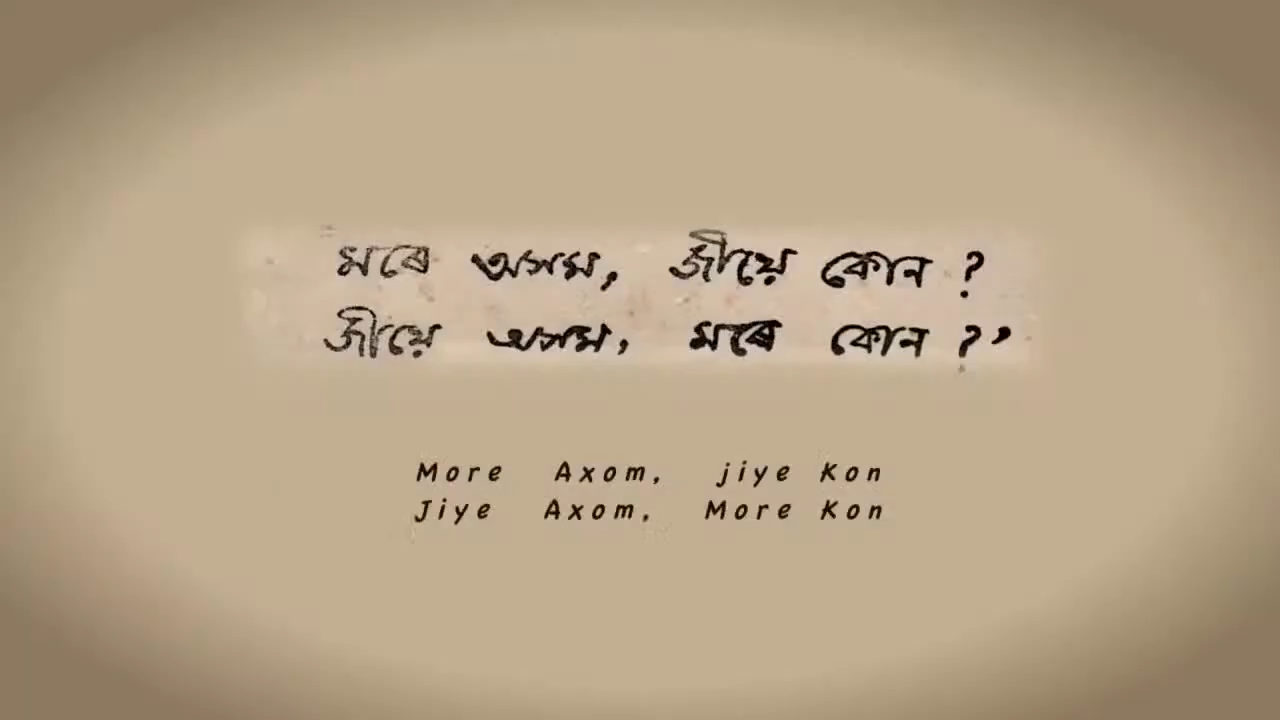 মৰে অসম, জীয়ে কোন ?
জীয়ে অসম, মৰে কোন ?’
More Axom, jiye Kon
Jiye Axom, More Kon